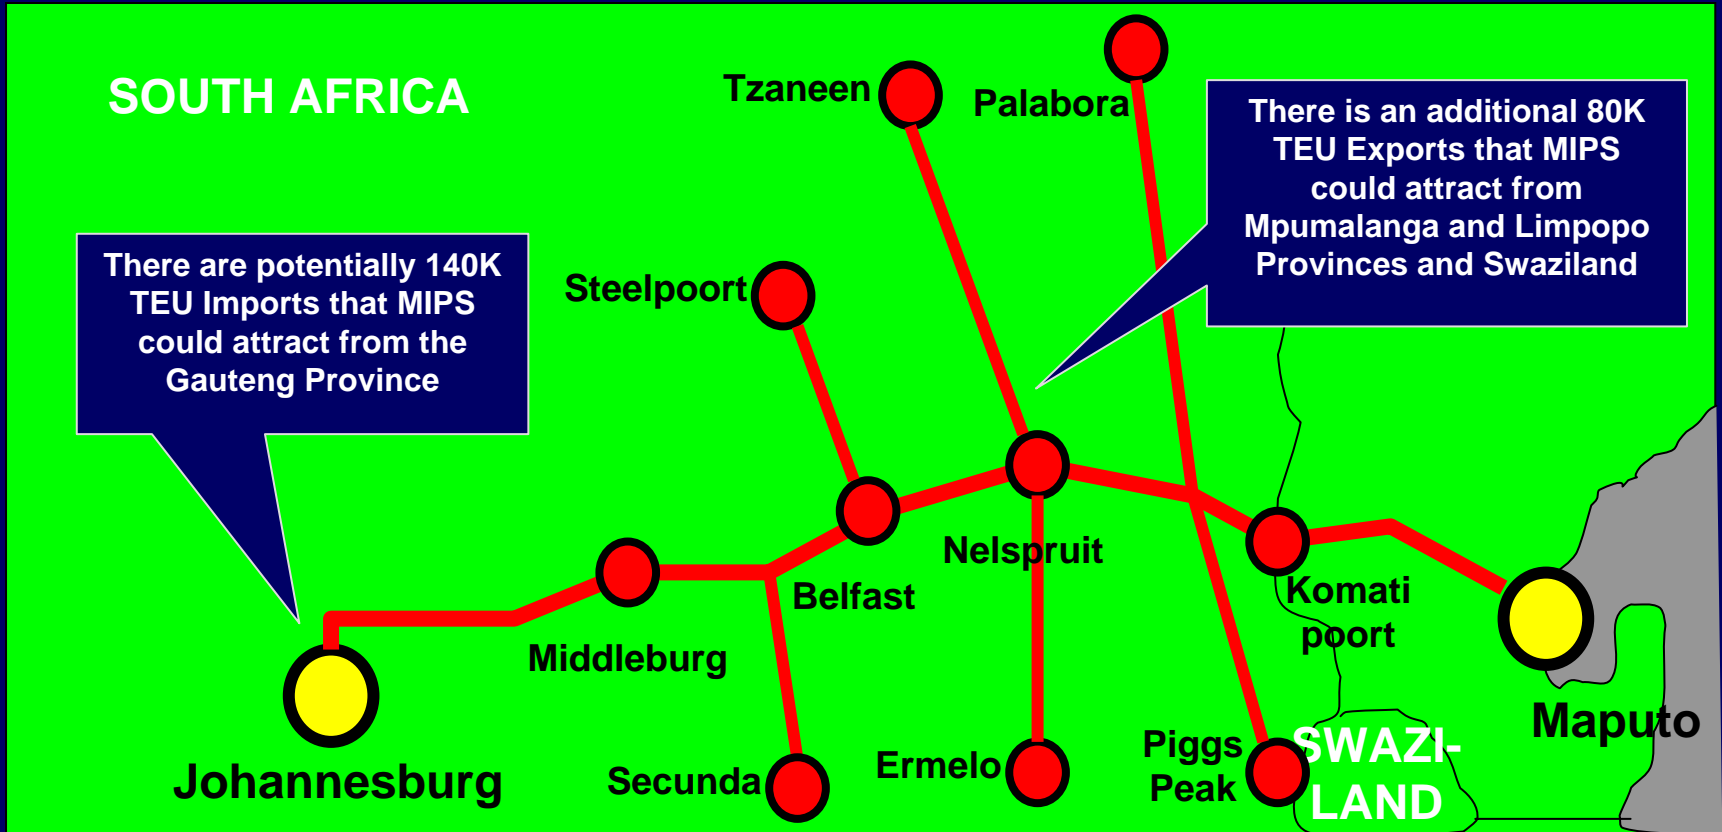 SOUTH AFRICA
Tzaneen
Palabora
There is an additional 80K
TEU Exports that MIPS
could attract from
Mpumalanga and Limpopo
Provinces and Swaziland
There are potentially 140K
TEU Imports that MIPS
could attract from the
Gauteng Province
Steelpoort
Nelspruit
Belfast
Komati
poort
Middleburg
Maputo
Johannesburg
Secunda
Ermelo
Piggs
Peak
SWAZI-
LAND